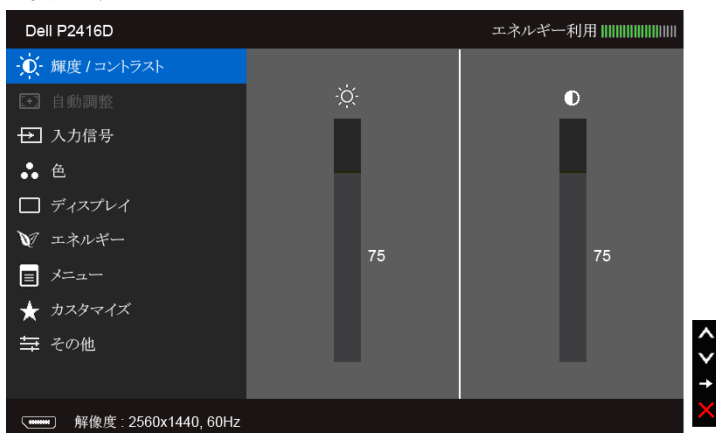 Dell P2416D
エネルギー利用
輝度 / コントラスト
自動調整
入力信号
色
ディスプレイ
エネルギー
メニュー
カスタマイズ
その他
75
75
解像度 : 2560x1440, 60Hz